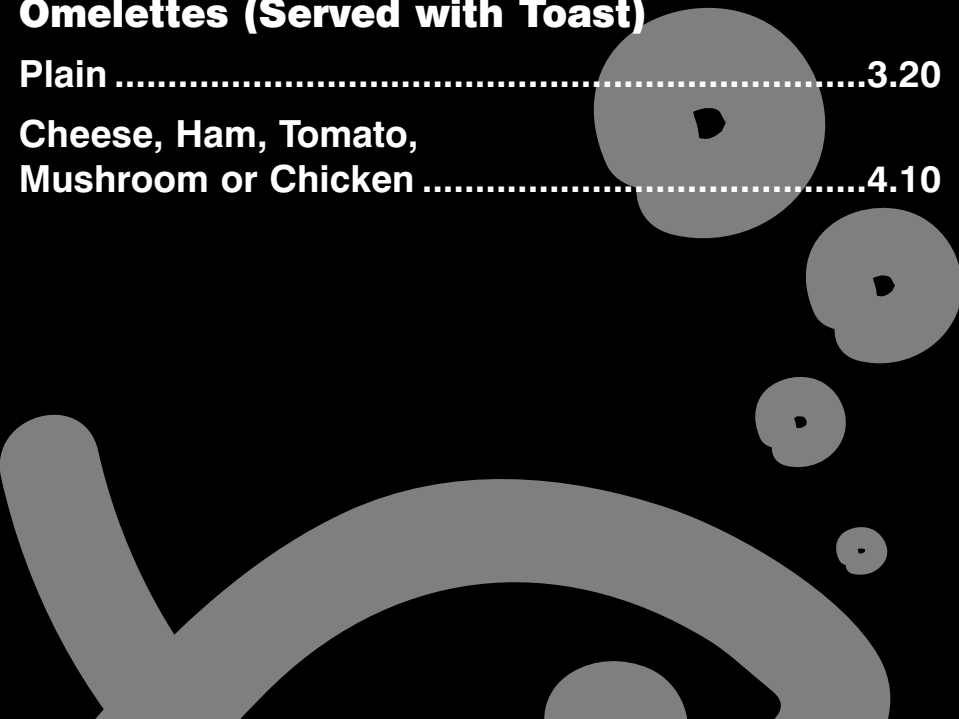 Omelettes (Served with Toast)
Plain .......................................................................3.20
Cheese, Ham, Tomato,
Mushroom or Chicken ..........................................4.10